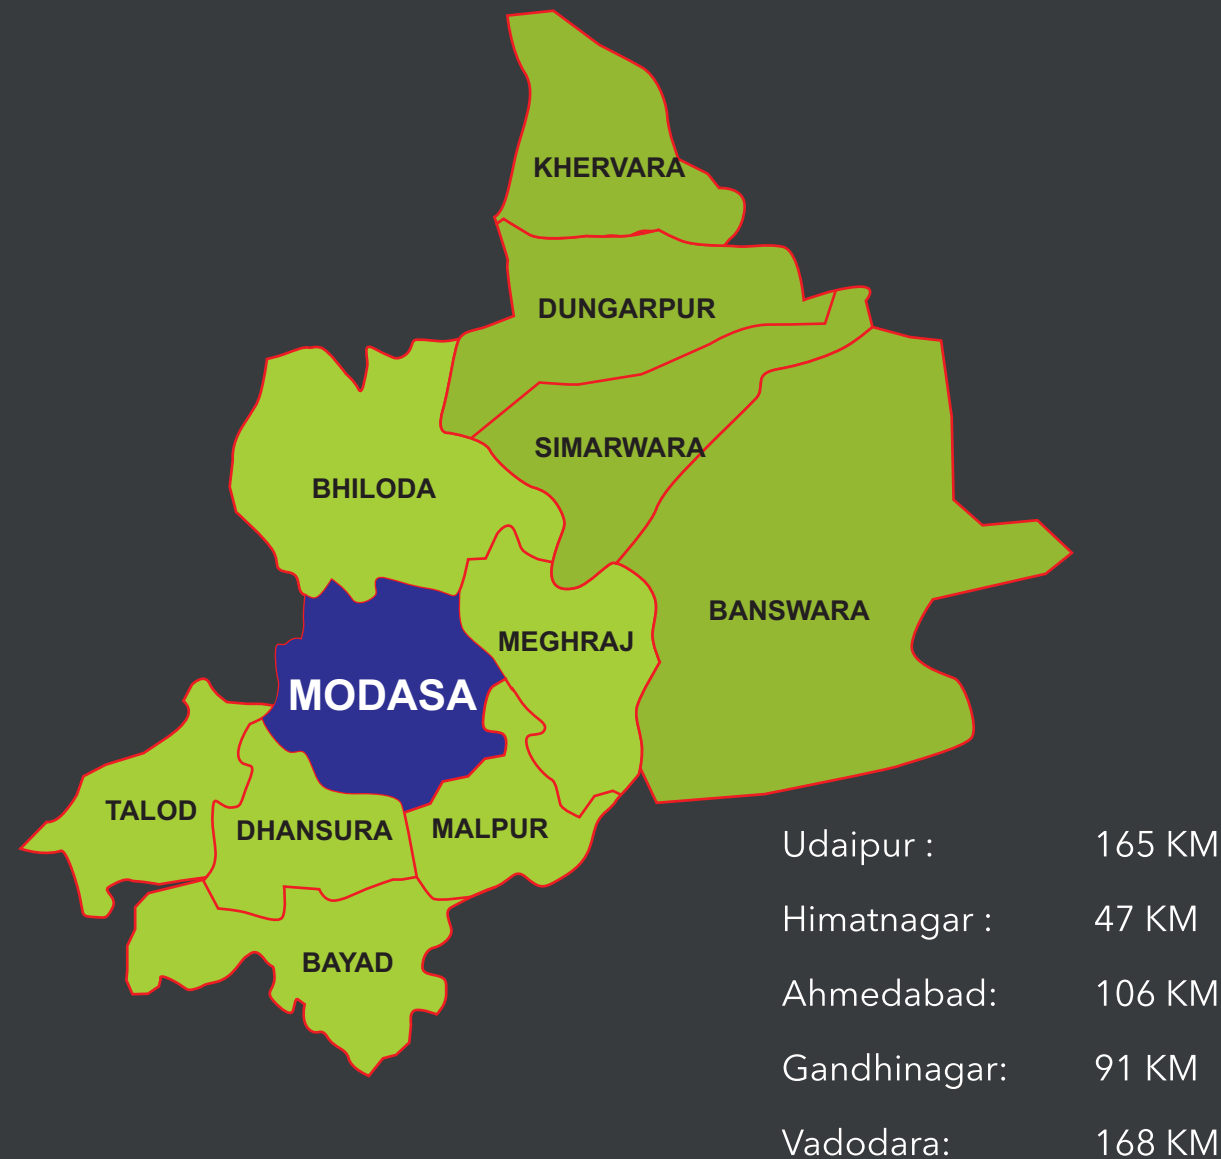 KHERVARA
DUNGARPUR
SIMARWARA
BHILODA
BANSWARA
MEGHRAJ
MODASA
TALOD
DHANSURA
MALPUR
BAYAD
Udaipur : 165 KM
Himatnagar : 47 KM
Ahmedabad: 106 KM
Gandhinagar: 91 KM
Vadodara: 168 KM